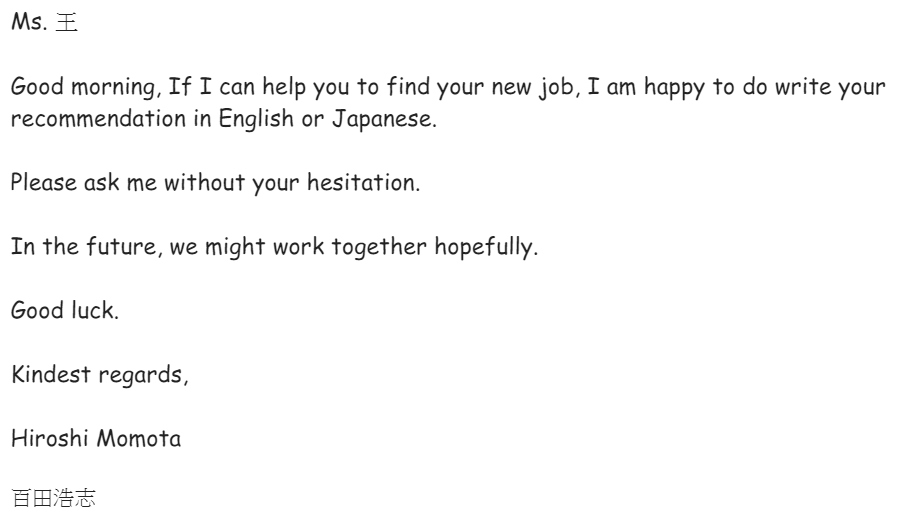 Ms. 王
Good morning, If I can help you to find your new job, I am happy to do write your
recommendation in English or Japanese.
Please ask me without your hesitation.
In the future, we might work together hopefully.
Good luck.
Kindest regards,
Hiroshi Momota
百田浩志